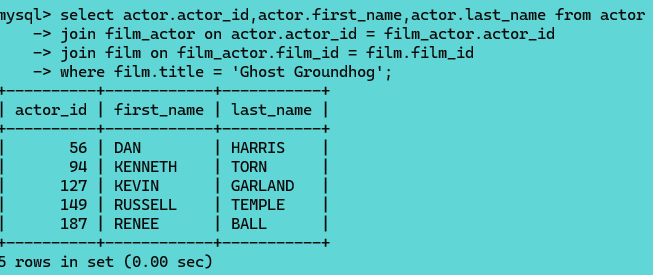 mysql> select actor.actor_id,actor.first_name,actor.last_name from actor
    -> join film_actor on actor.actor_id = film_actor.actor_id
    -> join film on film_actor.film_id = film.film_id
    -> where film.title = 'Ghost Groundhog';
+----------+------------+-----------+
| actor_id | first_name | last_name |
+----------+------------+-----------+
|       56 | DAN        | HARRIS    |
|       94 | KENNETH    | TORN      |
|      127 | KEVIN      | GARLAND   |
|      149 | RUSSELL    | TEMPLE    |
|      187 | RENEE      | BALL      |
+----------+------------+-----------+
5 rows in set (0.00 sec)